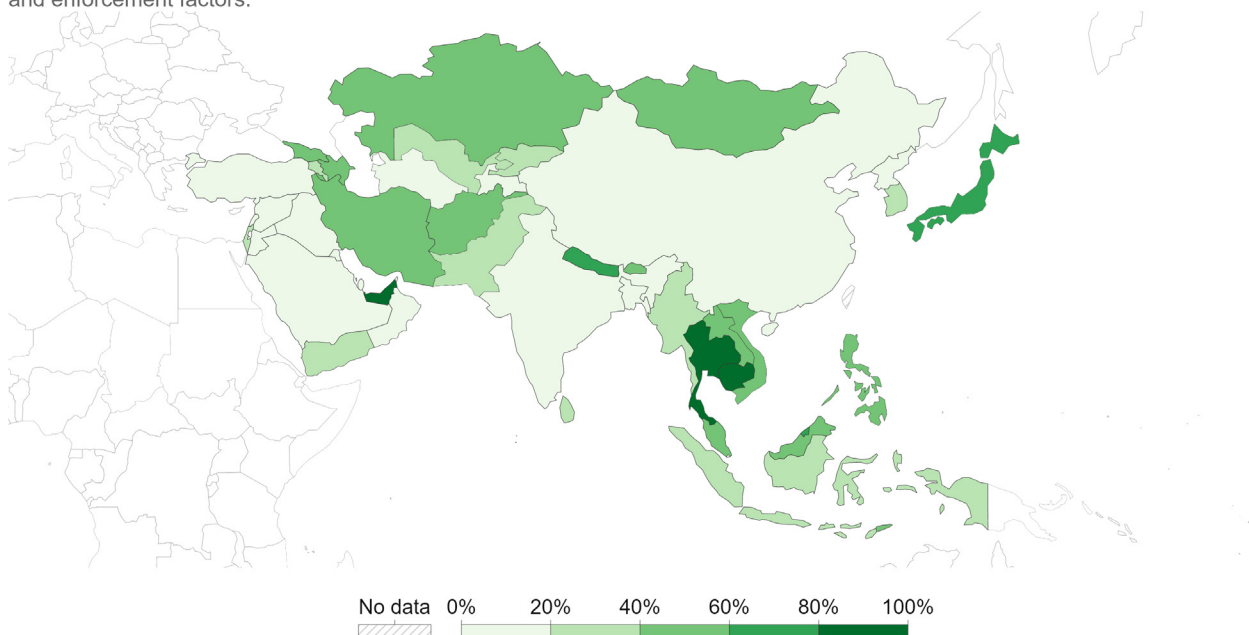 and enforcement factors.
No data 0% 20% 40% 60% 80% 100%